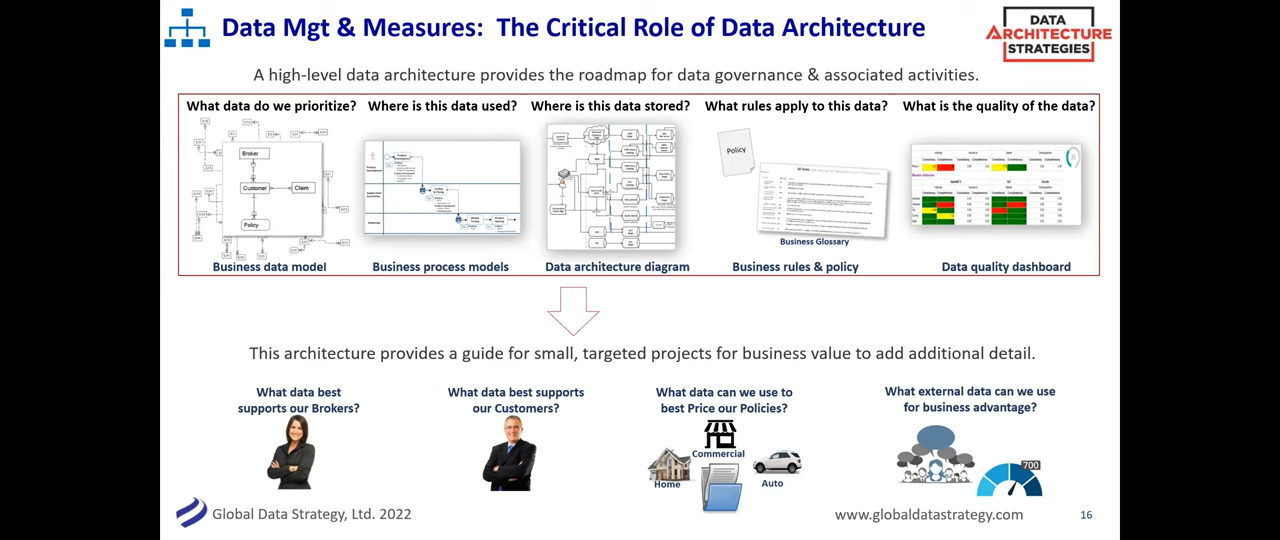 Data Mgt & Measures: The Critical Role of Data Architecture
DATA
ARCHITECTURE
STRATEGIES
A high-level data architecture provides the roadmap for data governance & associated activities.
What data do we prioritize?
Where is this data used?
Where is this data stored?
What rules apply to this data?
What is the quality of the data?
Broker
Customer
Claim
Policy
Policy
Business Glossary
Business data model
Business process models
Data architecture diagram
Business rules & policy
Data quality dashboard
This architecture provides a guide for small, targeted projects for business value to add additional detail.
What data best
supports our Brokers?
What data best supports
our Customers?
What data can we use to
best Price our Policies?
Commercial
Home
Auto
What external data can we use
for business advantage?
700
Global Data Strategy, Ltd. 2022
www.globaldatastrategy.com
16